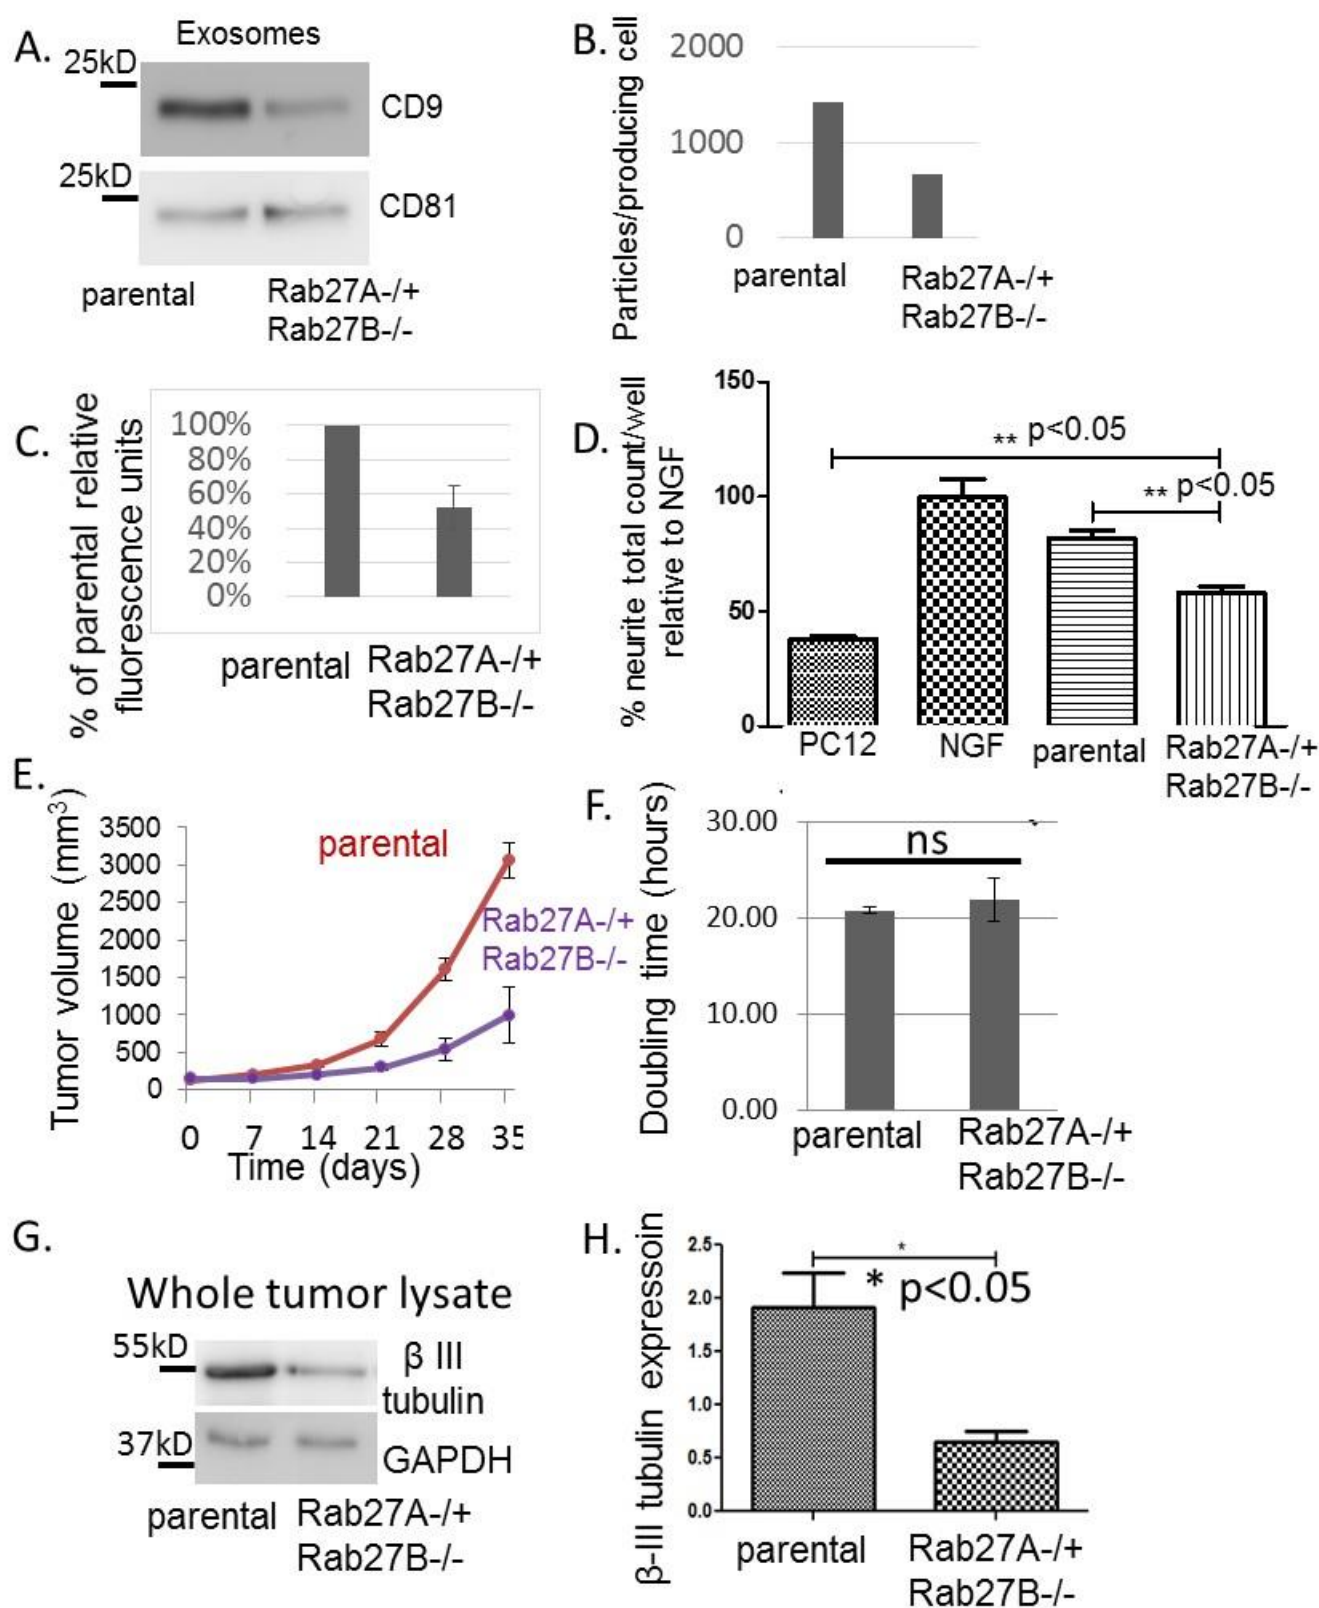 A.
Exosomes
25kD
CD9
25kD
CD81
parental
Rab27A-/+
Rab27B-/-
B.
Particles/producing cell
2000
1000
0
parental
Rab27A-/+
Rab27B-/-
C.
% of parental relative
fluorescence units
100%
80%
60%
40%
20%
0%
parental
Rab27A-/+
Rab27B-/-
D.
% neurite total count/well
relative to NGF
150
100
50
0
** p<0.05
** p<0.05
PC12
NGF
parental
Rab27A-/+
Rab27B-/-
E.
Tumor volume (mm³)
3500
3000
2500
2000
1500
1000
500
0
parental
Rab27A-/+
Rab27B-/-
0 7 14 21 28 35
Time (days)
F.
Doubling time (hours)
30.00
20.00
10.00
0.00
ns
parental
Rab27A-/+
Rab27B-/-
G.
Whole tumor lysate
55kD
β III
tubulin
37kD
GAPDH
parental
Rab27A-/+
Rab27B-/-
H.
β-III tubulin expressoin
2.5
2.0
1.5
1.0
0.5
0.0
*
* p<0.05
parental
Rab27A-/+
Rab27B-/-